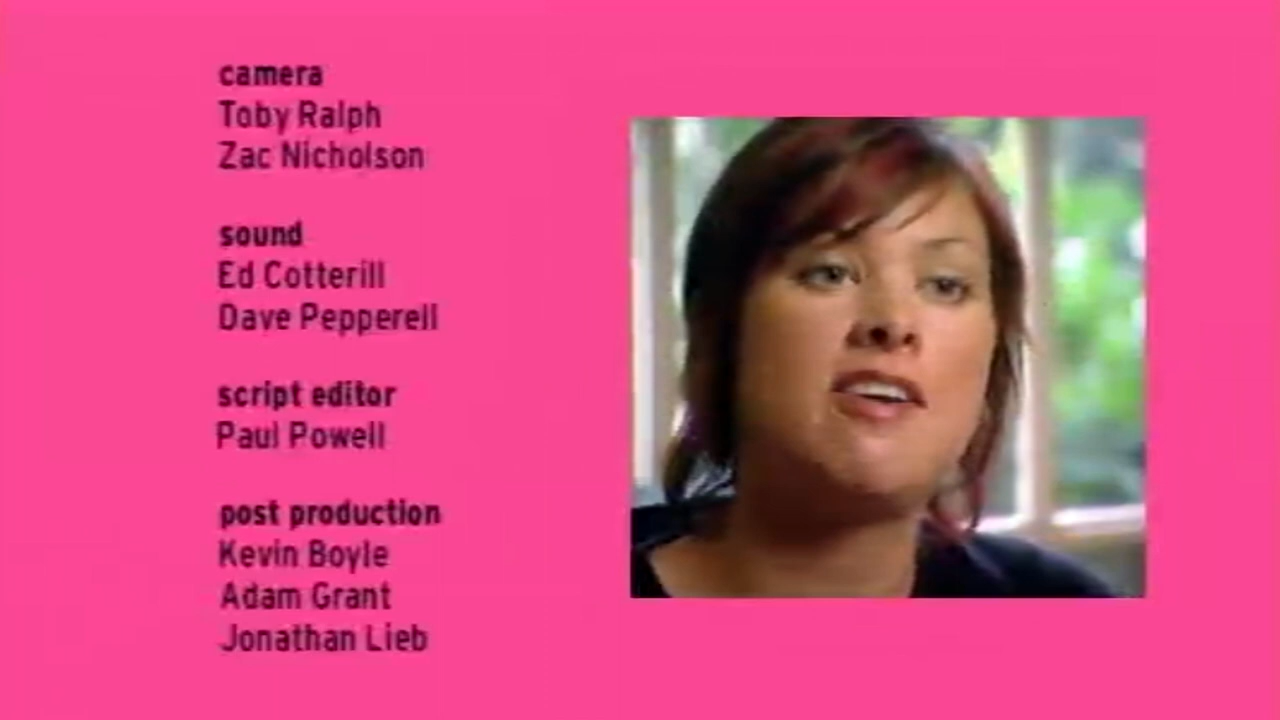 camera
Toby Ralph
Zac Nicholson
sound
Ed Cotterill
Dave Pepperell
script editor
Paul Powell
post production
Kevin Boyle
Adam Grant
Jonathan Lieb